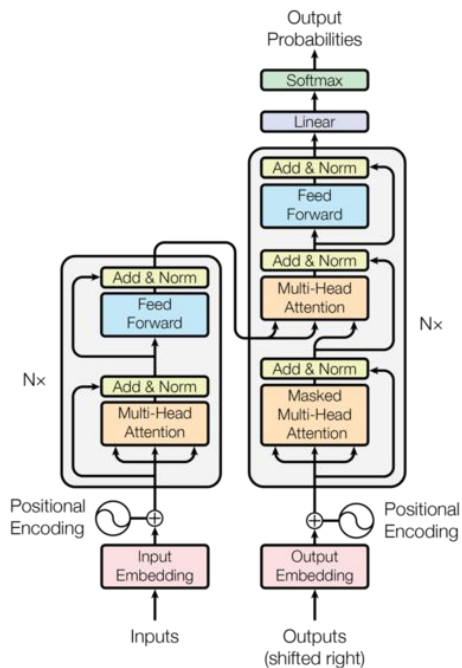 Output
Probabilities
Softmax
Linear
Add & Norm
Feed
Forward
Add & Norm
Multi-Head
Attention
Nx
Add & Norm
Masked
Multi-Head
Attention
Add & Norm
Feed
Forward
Nx
Add & Norm
Multi-Head
Attention
Positional
Encoding
Positional
Encoding
Input
Embedding
Output
Embedding
Inputs
Outputs
(shifted right)